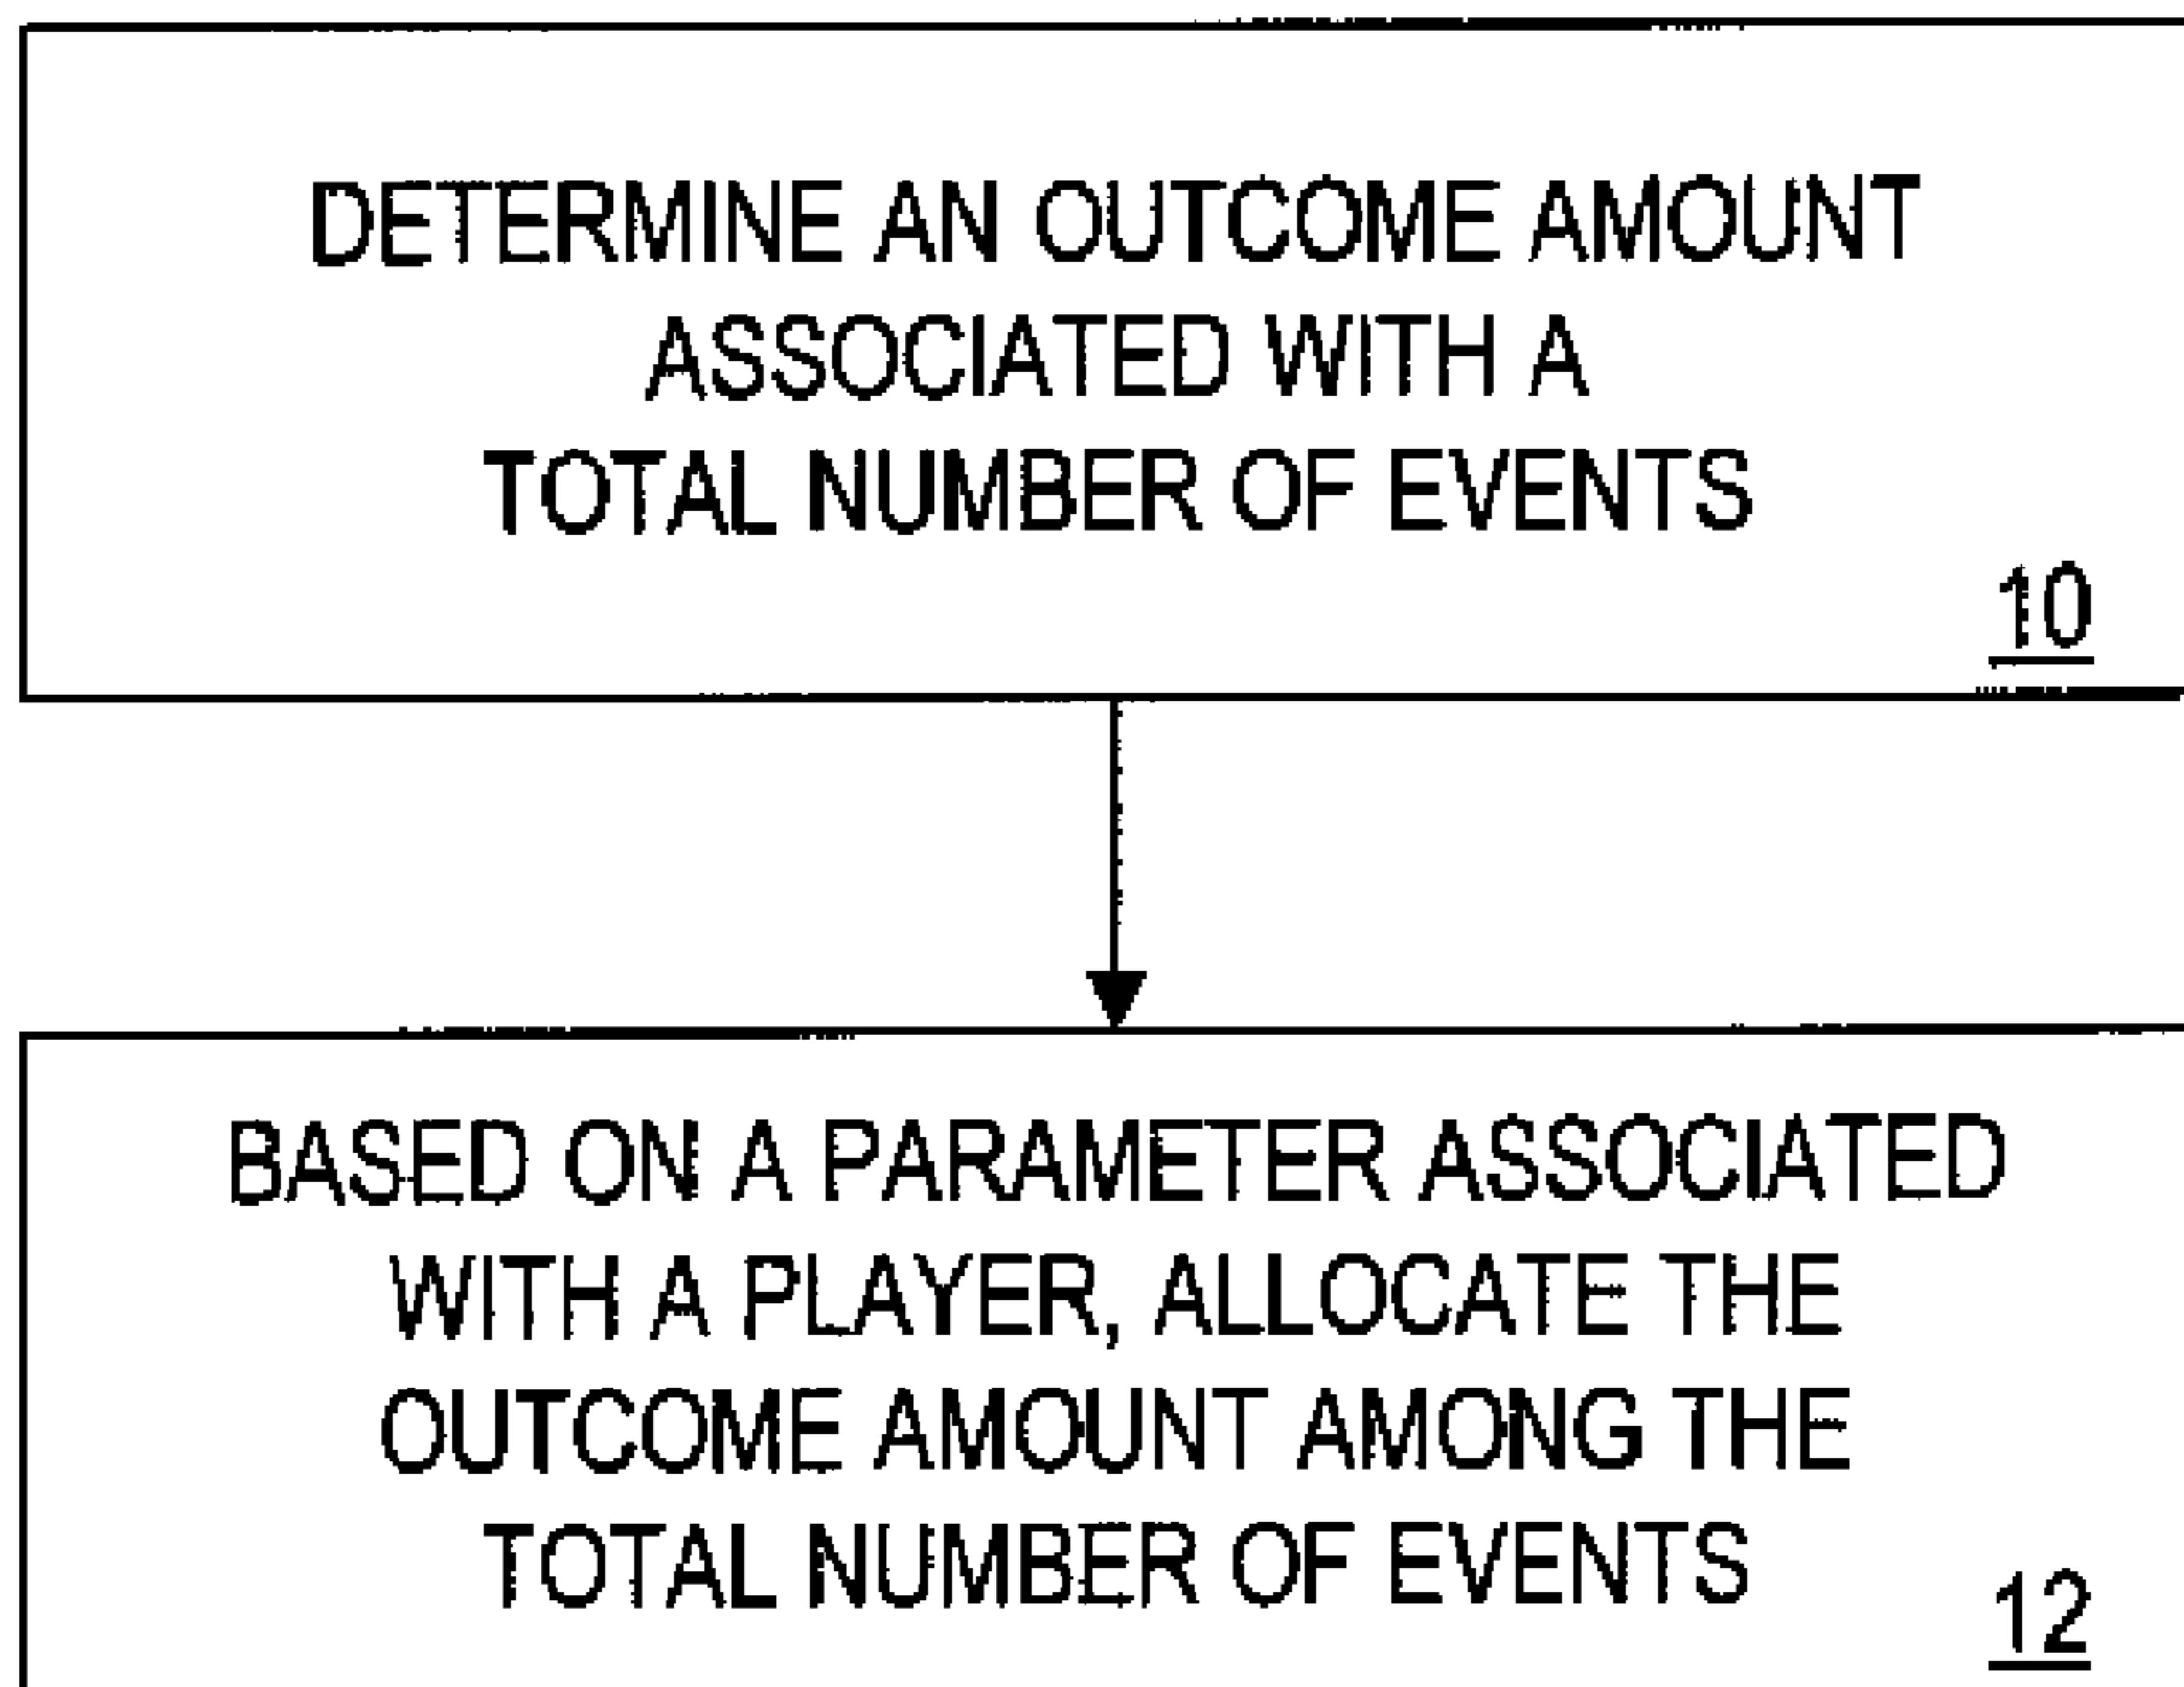 DETERMINE AN OUTCOME AMOUNT
ASSOCIATED WITH A
TOTAL NUMBER OF EVENTS
10
BASED ON A PARAMETER ASSOCIATED
WITH A PLAYER, ALLOCATE THE
OUTCOME AMOUNT AMONG THE
TOTAL NUMBER OF EVENTS
12